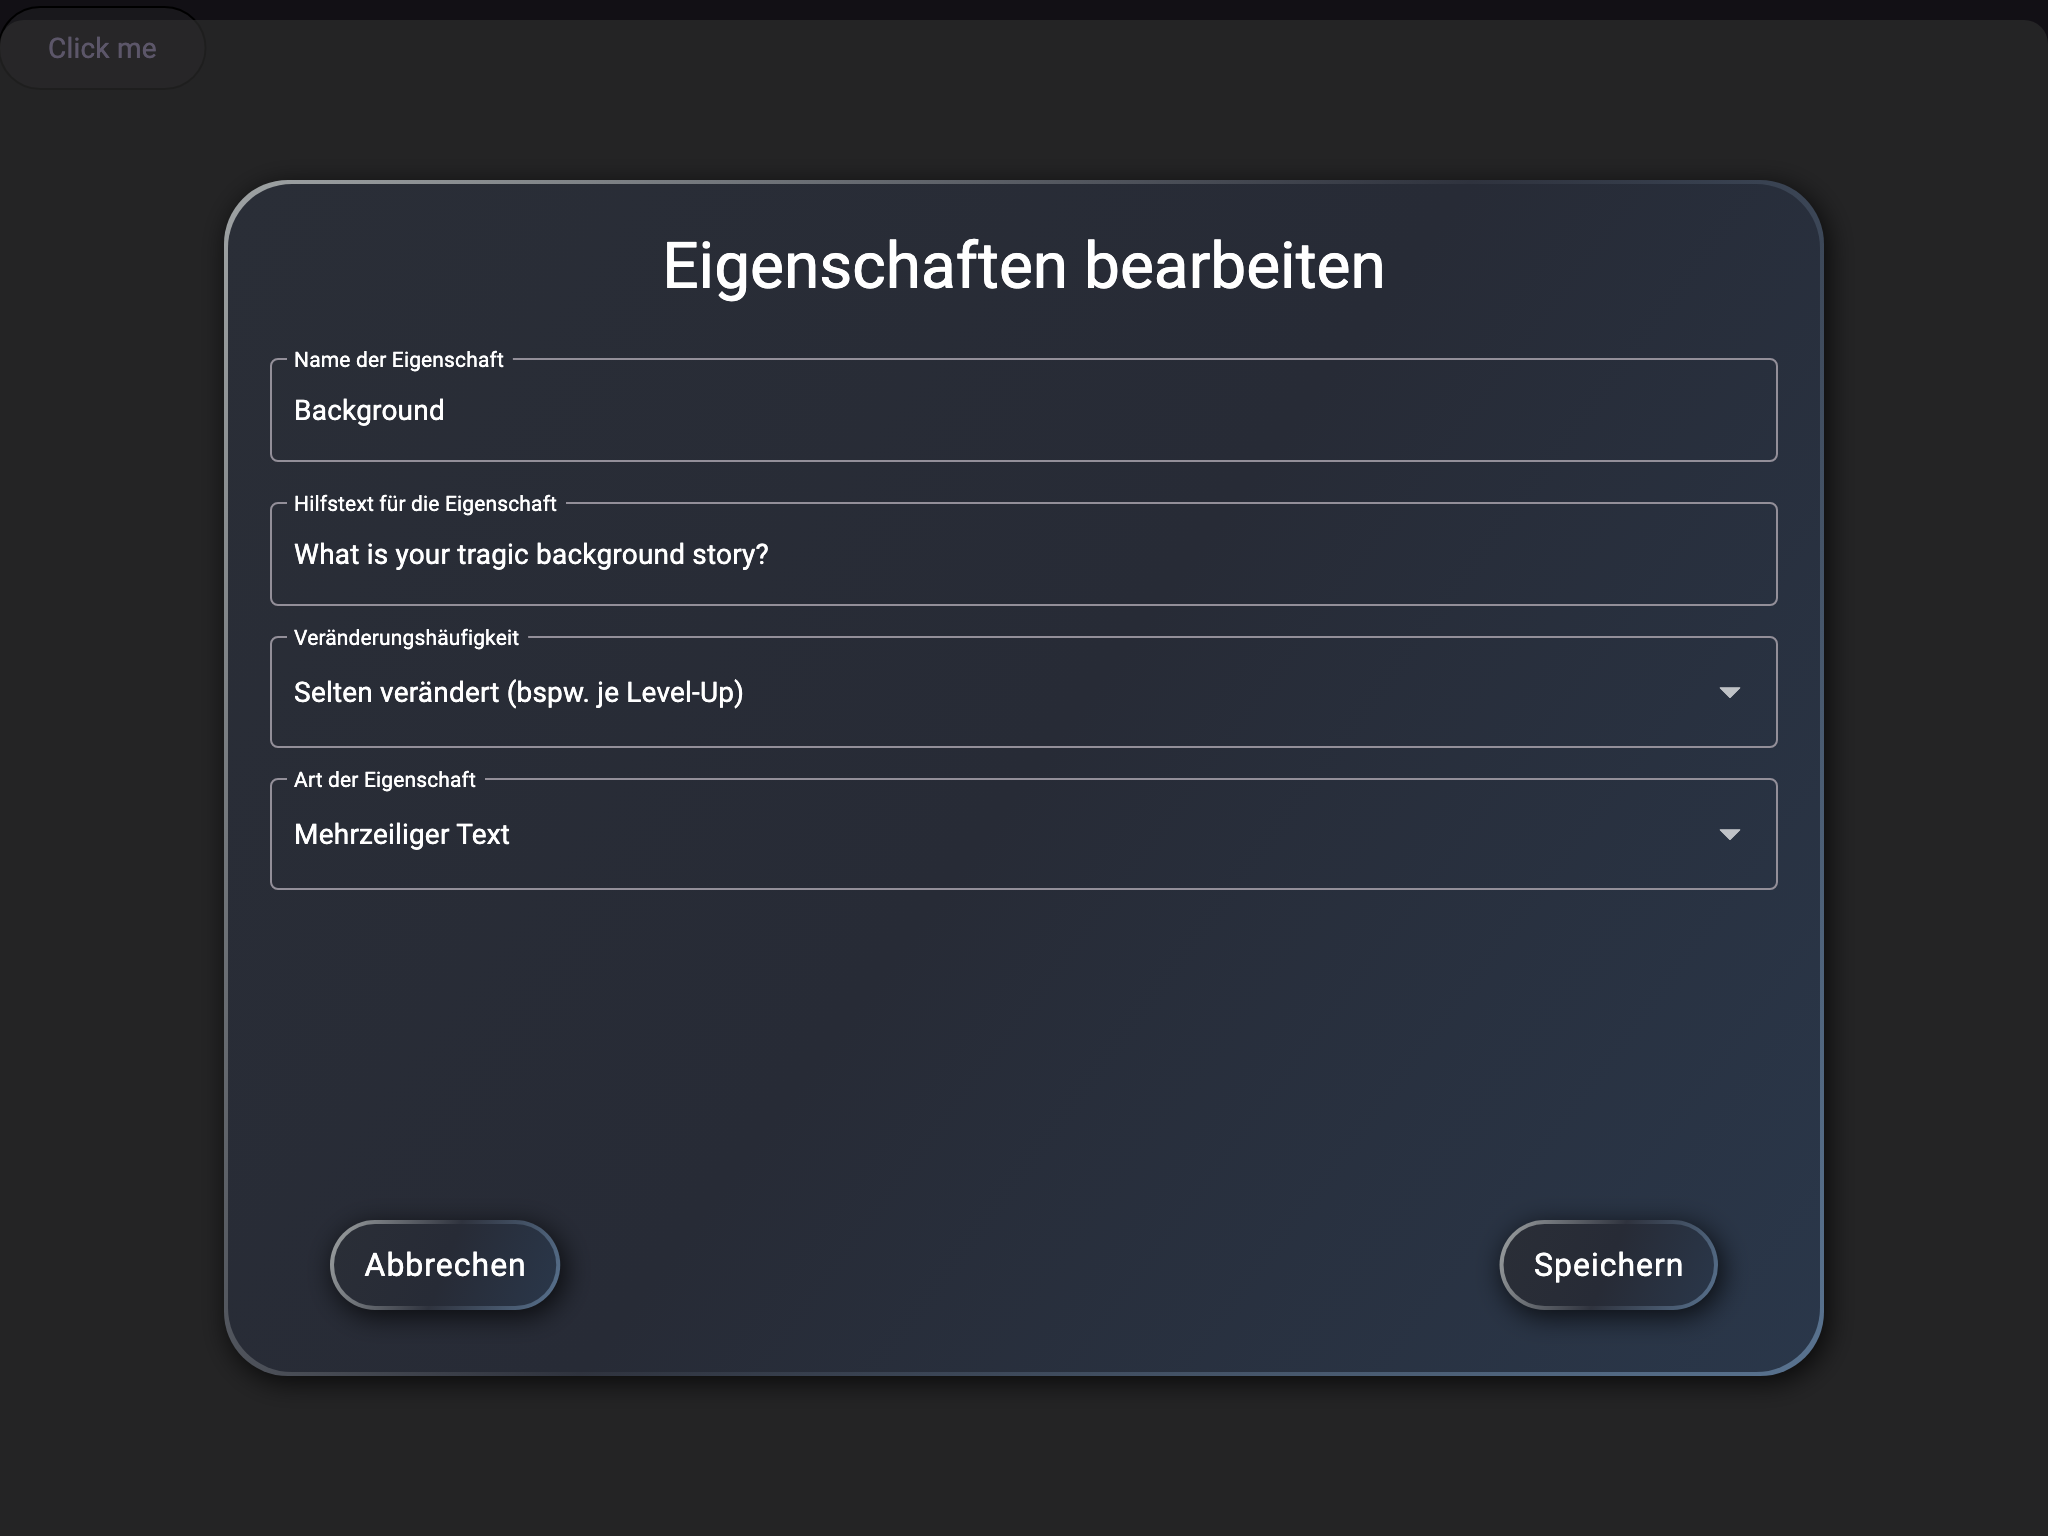 Click me
Eigenschaften bearbeiten
Name der Eigenschaft
Background
Hilfstext für die Eigenschaft
What is your tragic background story?
Veränderungshäufigkeit
Selten verändert (bspw. je Level-Up)
Art der Eigenschaft
Mehrzeiliger Text
Abbrechen
Speichern